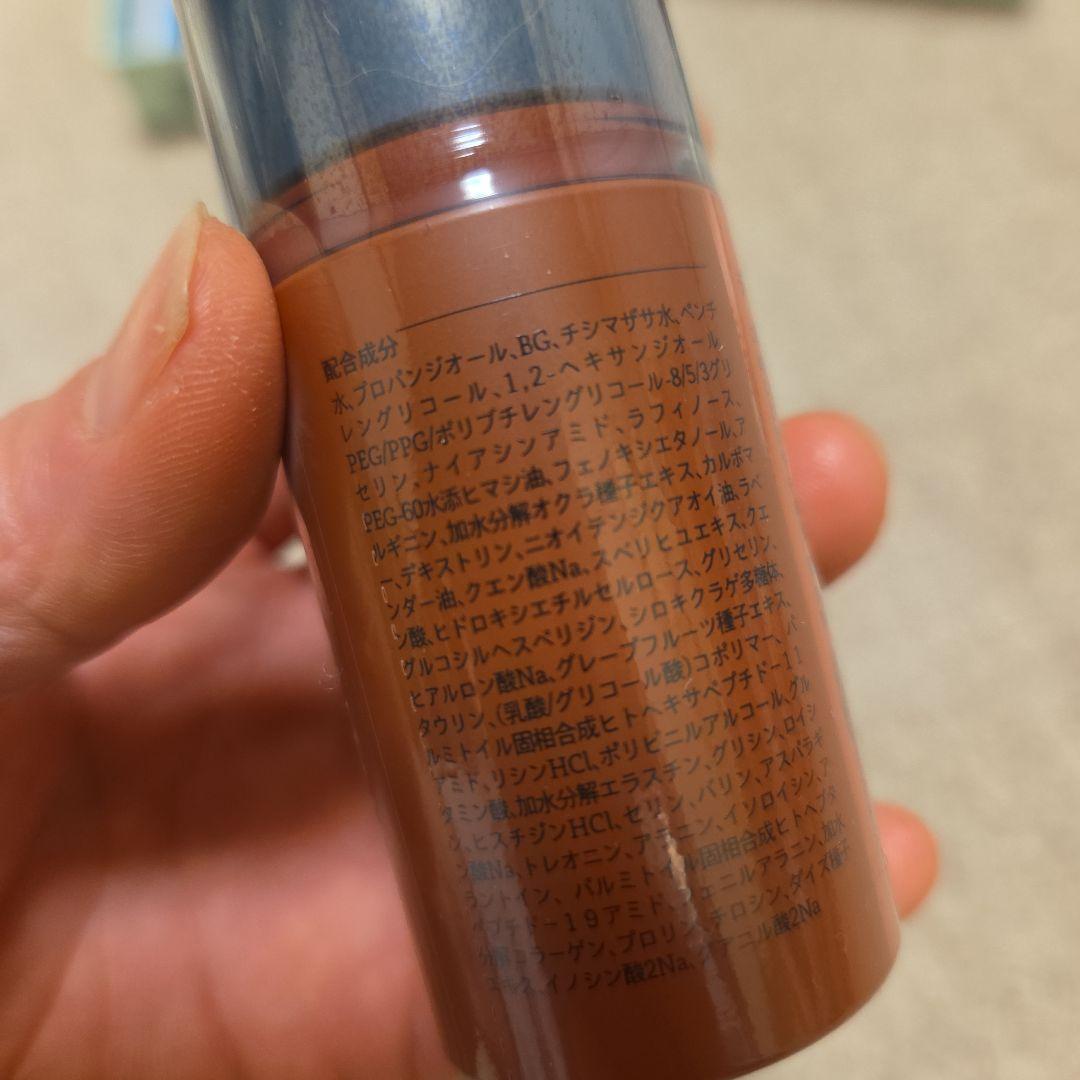 配合成分
水、プロパンジオール、BG、チシマザサ水、ペンチ
レングリコール、1,2-ヘキサンジオール、
PEG/PPG/ポリブチレングリコール-8/5/3グリ
セリン、ナイアシンアミド、ラフィノース、
PEG-60水添ヒマシ油、フェノキシエタノール、ア
ルギニン、加水分解オクラ種子エキス、カルボマ
ー、デキストリン、ニオイテンジクアオイ油、ラベ
ンダー油、クエン酸Na、スベリヒユエキス、クエ
ン酸、ヒドロキシエチルセルロース、グリセリン、
グルコシルヘスペリジン、シロキクラゲ多糖体、
ヒアルロン酸Na、グレープフルーツ種子エキス、
タウリン、(乳酸/グリコール酸)コポリマー、パ
ルミトイル固相合成ヒトヘキサペプチド-11
アミド、リシンHCl、ポリビニルアルコール、グル
タミン酸、加水分解エラスチン、グリシン、ロイシ
ン、ヒスチジンHCl、セリン、バリン、アスパラギ
ン酸Na、トレオニン、アラニン、イソロイシン、ア
ラントイン、パルミトイル固相合成ヒトヘプタ
ペプチド-19アミド、フェニルアラニン、加水
分解コラーゲン、プロリン、チロシン、ダイズ種子
エキス、イノシン酸2Na、グアニル酸2Na